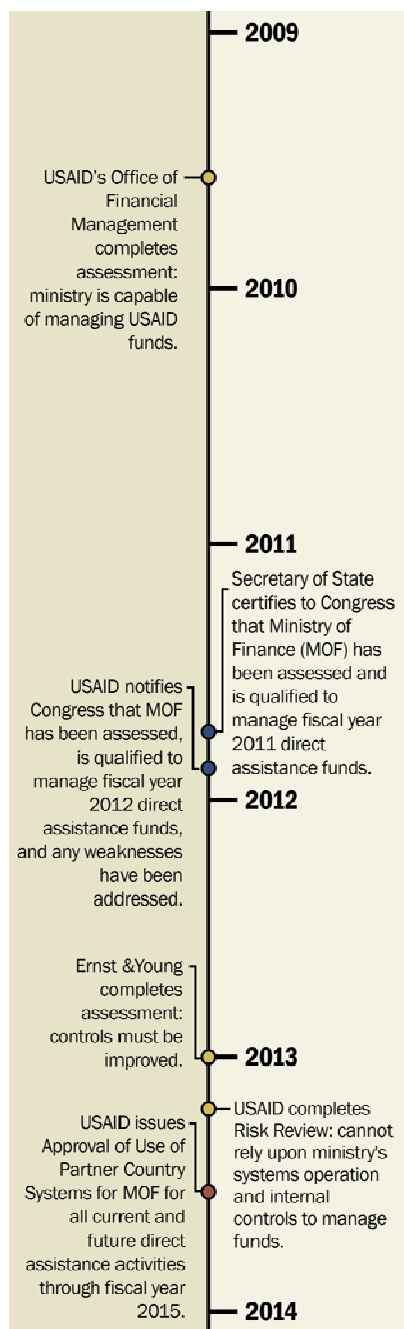 2009
USAID's Office of
Financial
Management
completes
assessment:
ministry is capable
of managing USAID
funds.
2010
2011
Secretary of State
certifies to Congress
that Ministry of
Finance (MOF) has
been assessed and
is qualified to
manage fiscal year
2011 direct
assistance funds.
USAID notifies
Congress that MOF
has been assessed,
is qualified to
manage fiscal year
2012 direct
assistance funds,
and any weaknesses
have been
addressed.
2012
Ernst &Young
completes
assessment:
controls must be
improved.
2013
USAID completes
Risk Review: cannot
rely upon ministry's
systems operation
and internal
controls to manage
funds.
USAID issues
Approval of Use of
Partner Country
Systems for MOF for
all current and
future direct
assistance activities
through fiscal year
2015.
2014